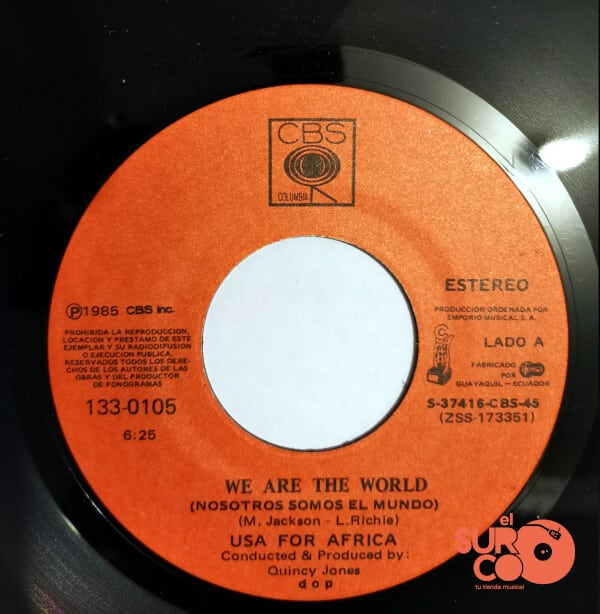 CBS
COLUMBIA
Ⓟ1985 CBS Inc.
PROHIBIDA LA REPRODUCCION,
LOCACION Y PRESTAMO DE ESTE
EJEMPLAR Y SU RADIODIFUSION
O EJECUCION PUBLICA.
RESERVADOS TODOS LOS DERE-
CHOS DE LOS AUTORES DE LAS
OBRAS Y DEL PRODUCTOR
DE FONOGRAMAS
133-0105
6:25
ESTEREO
PRODUCCION ORDENADA POR
EMPORIO MUSICAL S.A.
LADO A
FABRICADO
POR
GUAYAQUIL - ECUADOR
S-37416-CBS-45
(ZSS-173351)
WE ARE THE WORLD
(NOSOTROS SOMOS EL MUNDO)
(M. Jackson - L. Richie)
USA FOR AFRICA
Conducted & Produced by:
Quincy Jones
d o p
el
SUR
CO
tu tienda musical